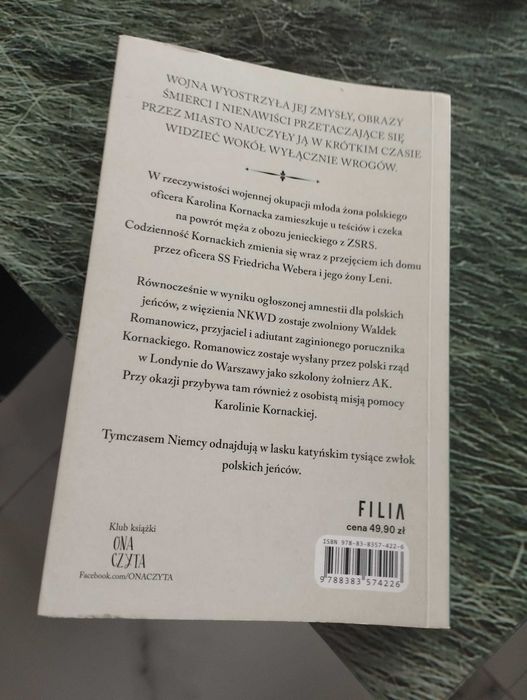 WOJNA WYOSTRZYŁA JEJ ZMYSŁY, OBRAZY
ŚMIERCI I NIENAWIŚCI PRZETACZAJĄCE SIĘ
PRZEZ MIASTO NAUCZYŁY JĄ W KRÓTKIM CZASIE
WIDZIEĆ WOKÓŁ WYŁĄCZNIE WROGÓW.
W rzeczywistości wojennej okupacji młoda żona polskiego
oficera Karolina Kornacka zamieszkuje u teściów i czeka
na powrót męża z obozu jenieckiego z ZSRS.
Codzienność Kornackich zmienia się wraz z przejęciem ich domu
przez oficera SS Friedricha Webera i jego żony Leni.
Równocześnie w wyniku ogłoszonej amnestii dla polskich
jeńców, z więzienia NKWD zostaje zwolniony Waldek
Romanowicz, przyjaciel i adiutant zaginionego porucznika
Kornackiego. Romanowicz zostaje wysłany przez polski rząd
w Londynie do Warszawy jako szkolony żołnierz AK.
Przy okazji przybywa tam również z osobistą misją pomocy
Karolinie Kornackiej.
Tymczasem Niemcy odnajdują w lasku katyńskim tysiące zwłok
polskich jeńców.
FILIA
cena 49,90 zł
ISBN 978-83-8357-422-6
9 788383 574226
Klub książki
ONA
CZYTA
Facebook.com/ONACZYTA